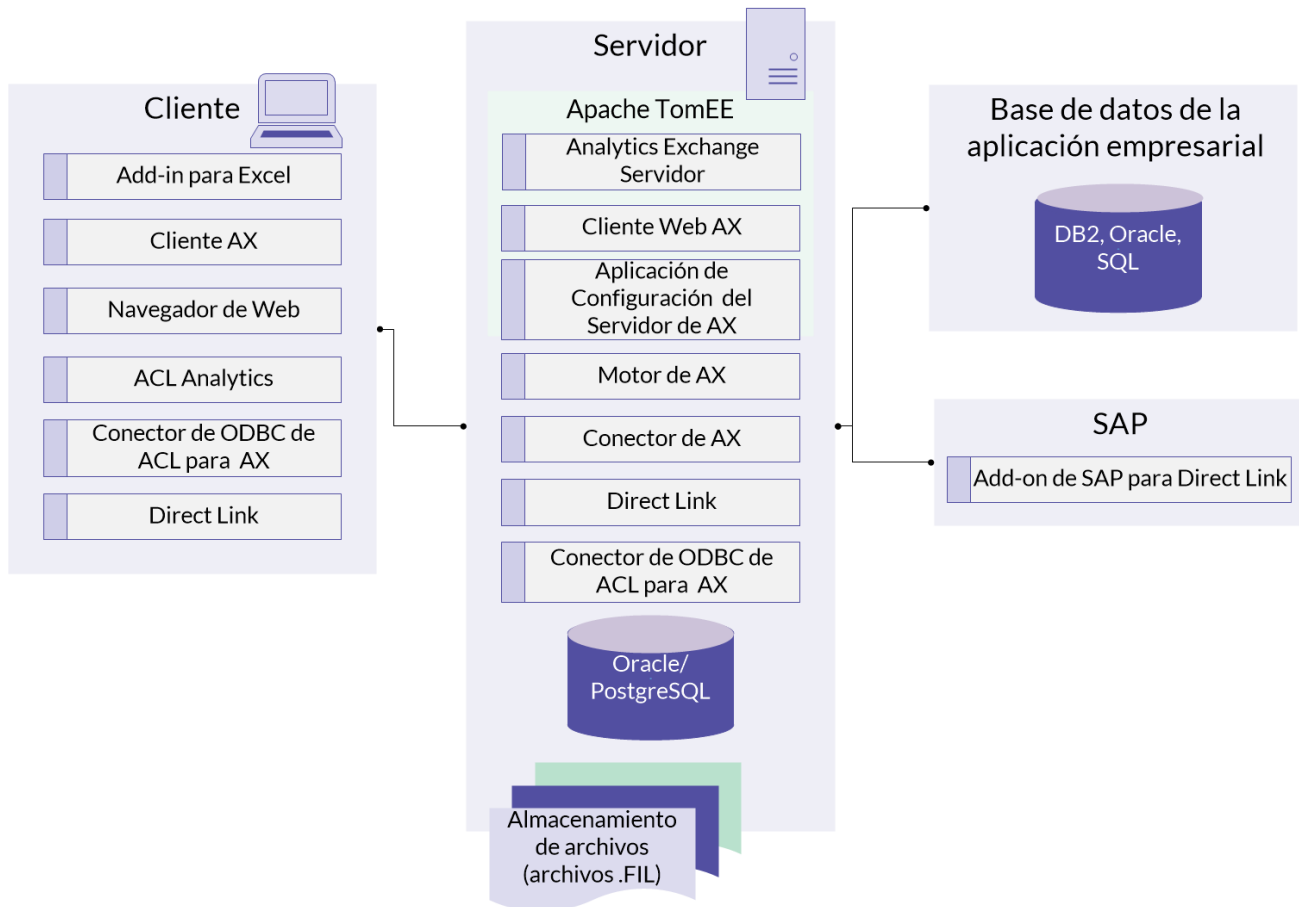 Cliente
Add-in para Excel
Cliente AX
Navegador de Web
ACL Analytics
Conector de ODBC de
ACL para AX
Direct Link
Servidor
Apache TomEE
Analytics Exchange
Servidor
Cliente Web AX
Aplicación de
Configuración del
Servidor de AX
Motor de AX
Conector de AX
Direct Link
Conector de ODBC de
ACL para AX
Oracle/
PostgreSQL
Almacenamiento
de archivos
(archivos .FIL)
Base de datos de la
aplicación empresarial
DB2, Oracle,
SQL
SAP
Add-on de SAP para Direct Link